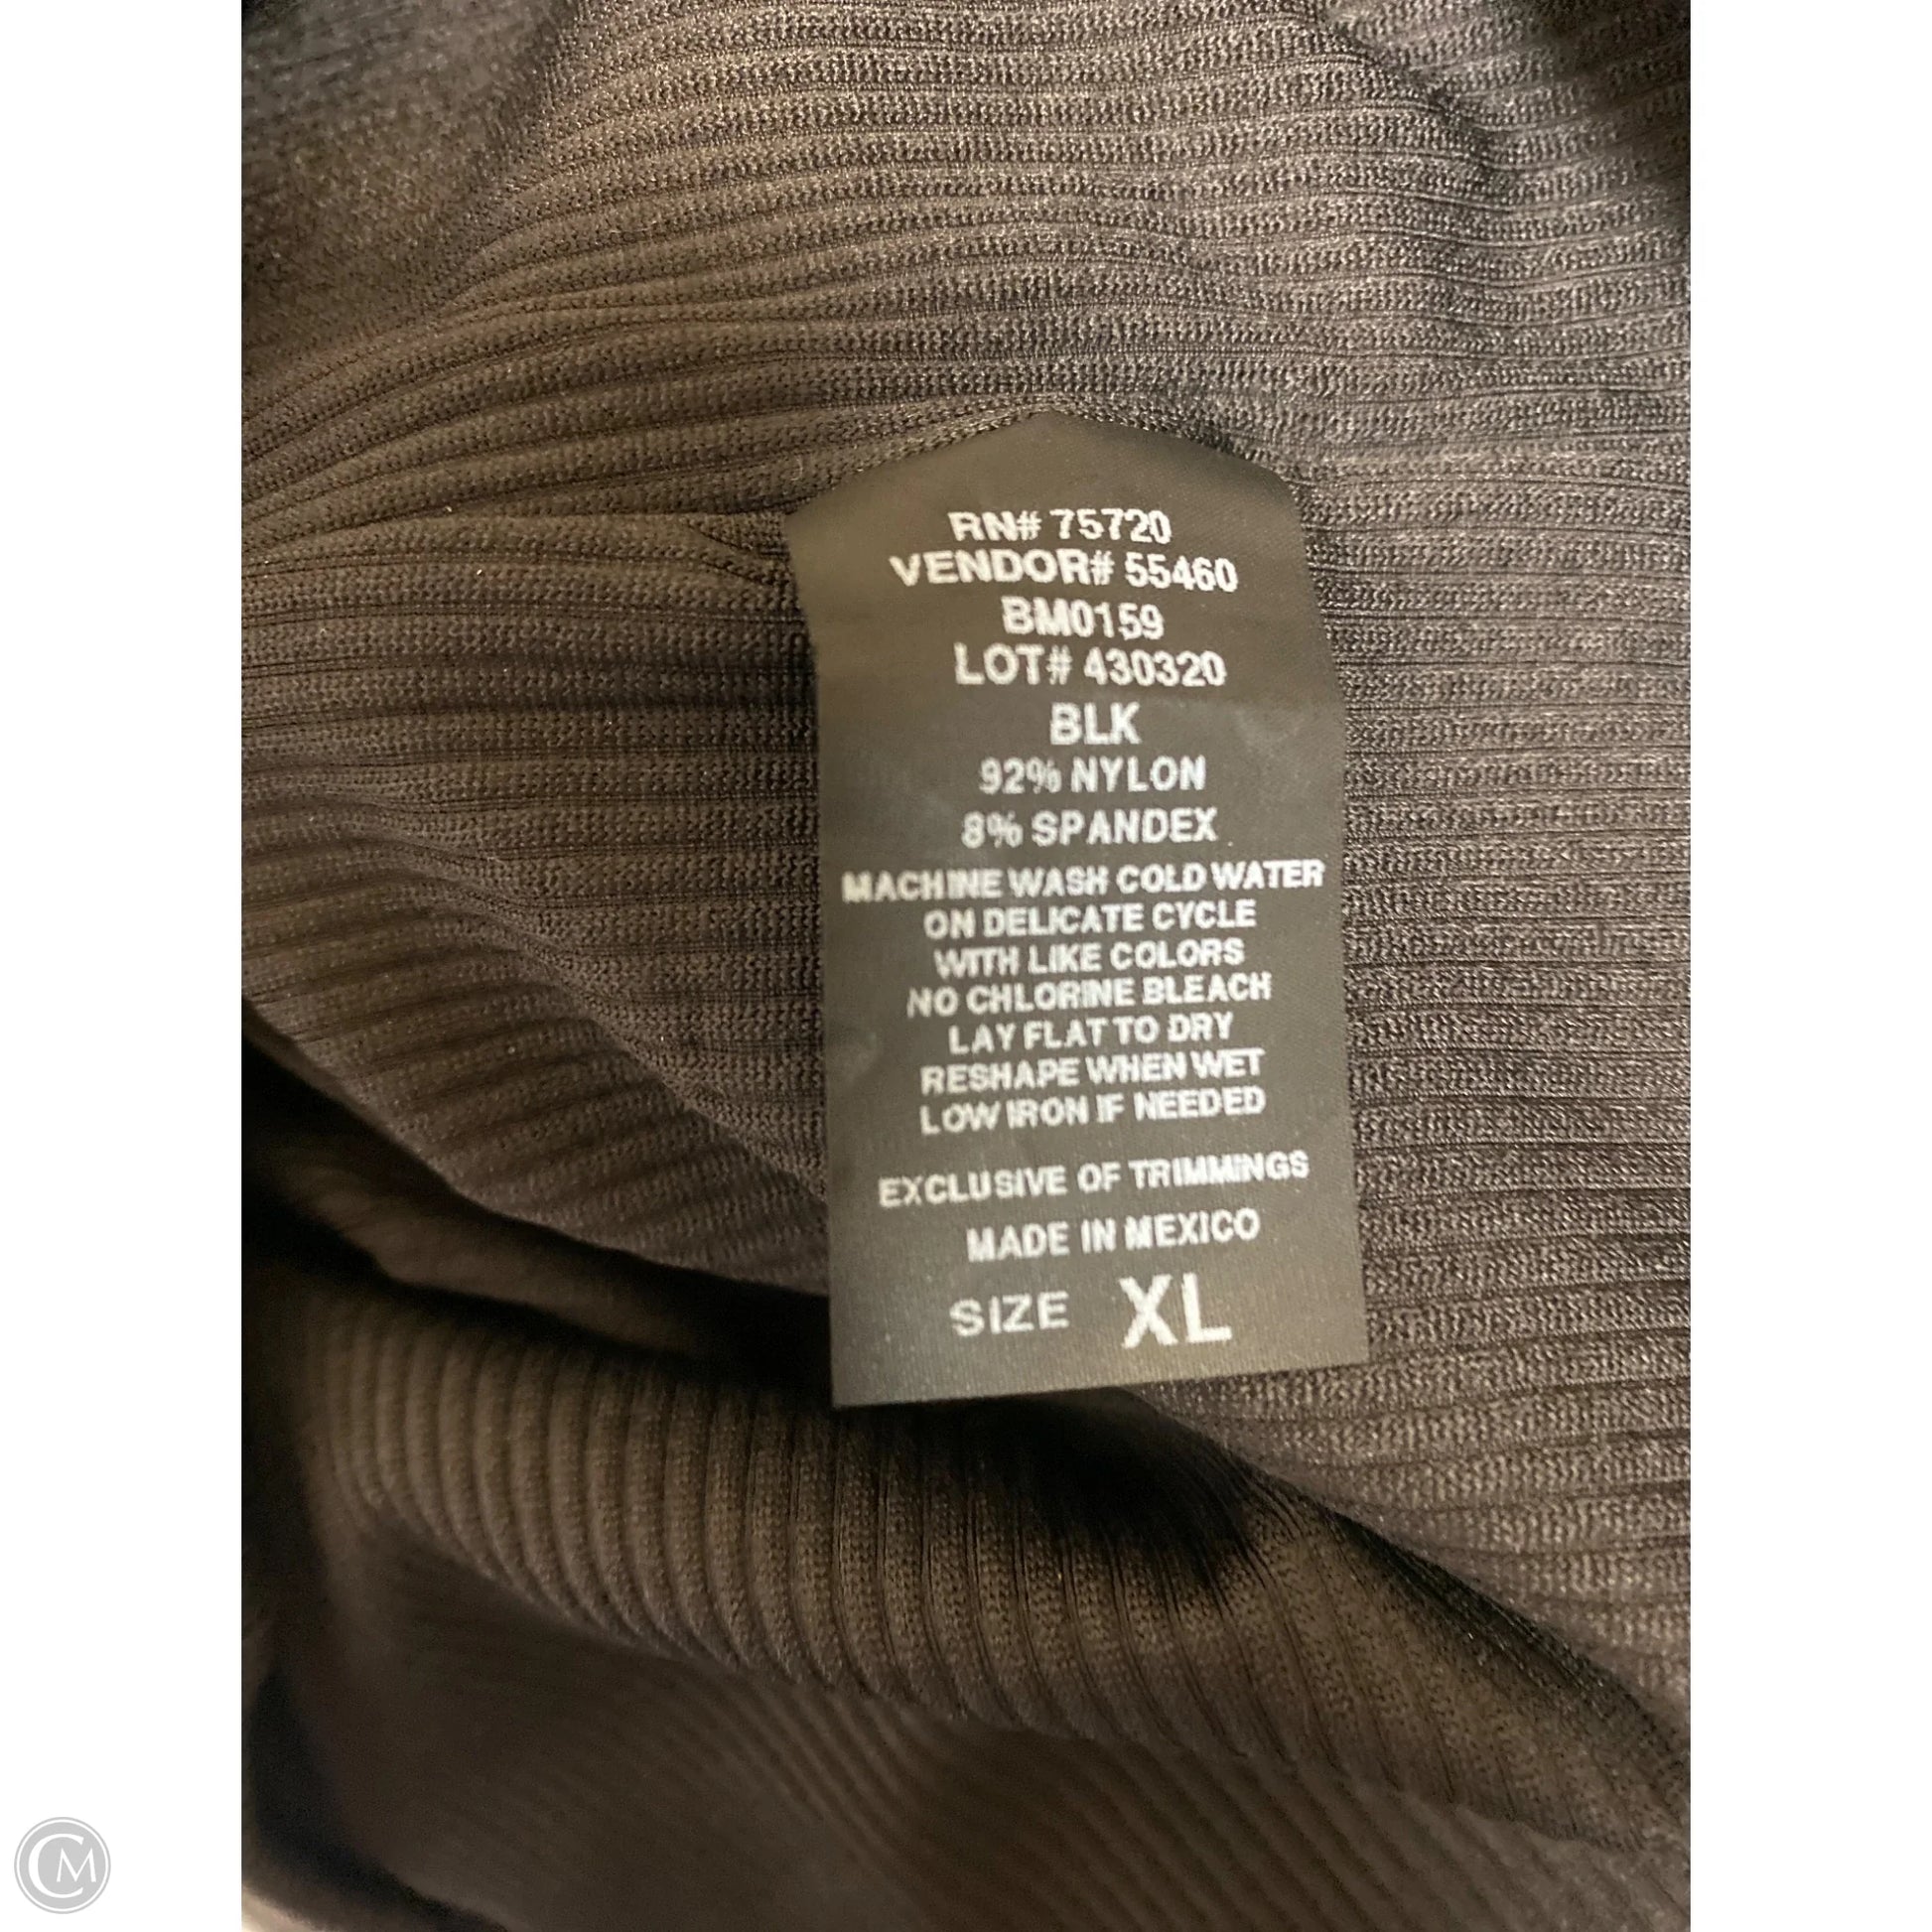 RN# 75720
VENDOR# 55460
BM0159
LOT# 430320
BLK
92% NYLON
8% SPANDEX
MACHINE WASH COLD WATER
ON DELICATE CYCLE
WITH LIKE COLORS
NO CHLORINE BLEACH
LAY FLAT TO DRY
RESHAPE WHEN WET
LOW IRON IF NEEDED
EXCLUSIVE OF TRIMMINGS
MADE IN MEXICO
SIZE XL
CM